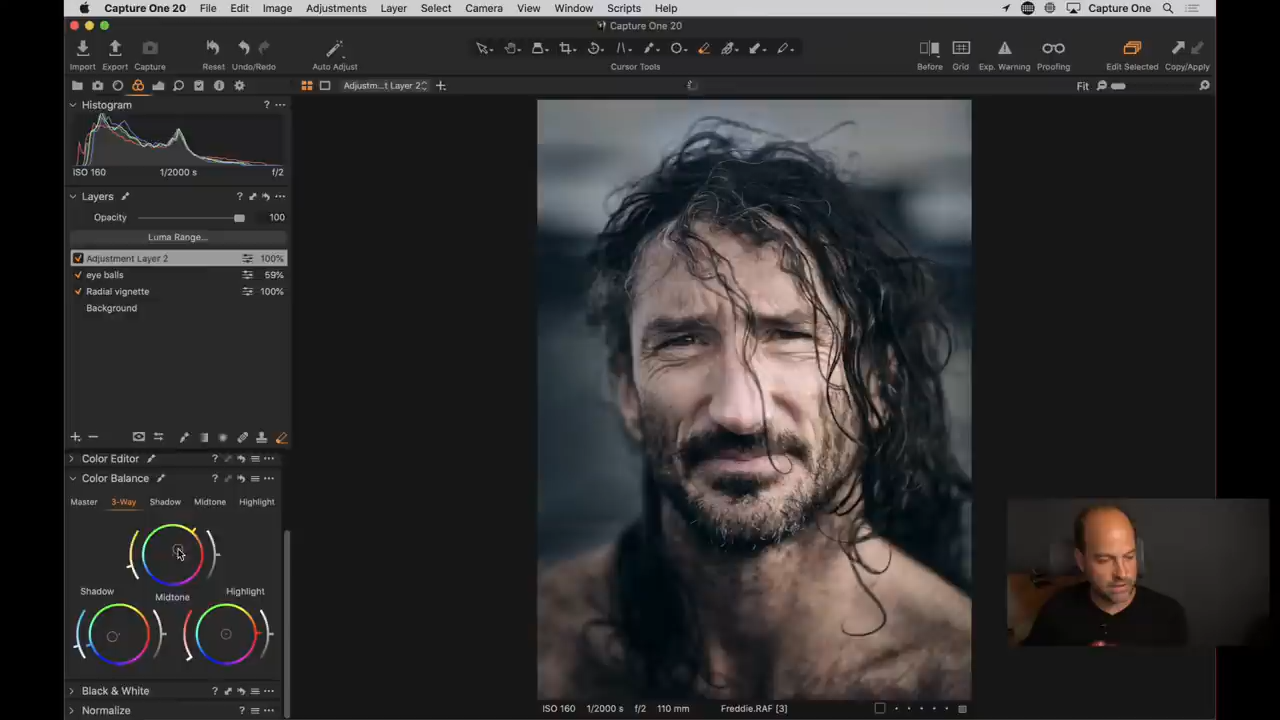 Capture One 20 File Edit Image Adjustments Layer Select Camera View Window Scripts Help Capture One
Capture One 20
Import Export Capture Reset Undo/Redo Auto Adjust Cursor Tools Before Grid Exp. Warning Proofing Edit Selected Copy/Apply
Adjustm...t Layer 2 Fit
Histogram ? ...
ISO 160 1/2000 s f/2
Layers ? ...
Opacity 100
Luma Range...
Adjustment Layer 2 100%
eye balls 59%
Radial vignette 100%
Background
Color Editor ? ...
Color Balance ? ...
Master 3-Way Shadow Midtone Highlight
Shadow Midtone Highlight
Black & White ? ...
Normalize ? ...
ISO 160 1/2000 s f/2 110 mm Freddie.RAF [3]